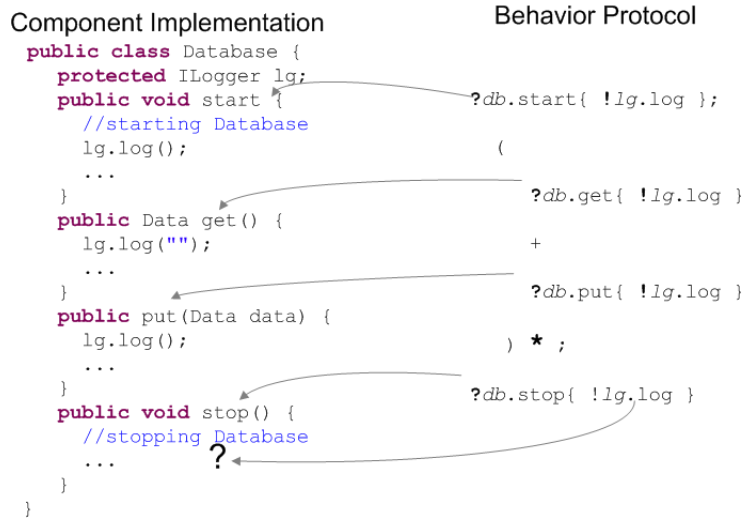 Component Implementation
public class Database {
protected ILogger lg;
public void start {
//starting Database
lg.log();
...
}
public Data get() {
lg.log("");
...
}
public put(Data data) {
lg.log();
...
}
public void stop() {
//stopping Database
... ?
}
}
Behavior Protocol
?db.start{ !lg.log };
(
?db.get{ !lg.log }
+
?db.put{ !lg.log }
) * ;
?db.stop{ !lg.log }